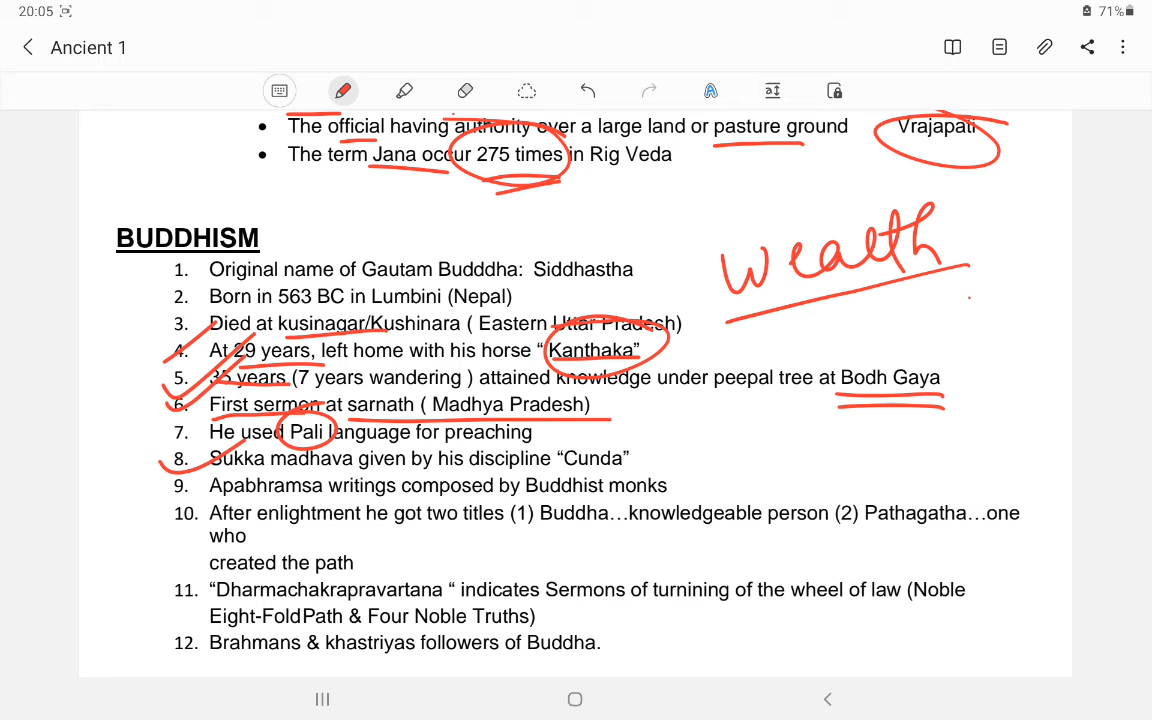 20:05 71%
Ancient 1
• The official having authority over a large land or pasture ground Vrajapati
• The term Jana occur 275 times in Rig Veda
wealth
BUDDHISM
1. Original name of Gautam Budddha: Siddhastha
2. Born in 563 BC in Lumbini (Nepal)
3. Died at kusinagar/Kushinara ( Eastern Uttar Pradesh)
4. At 29 years, left home with his horse “ Kanthaka”
5. 35 years (7 years wandering ) attained knowledge under peepal tree at Bodh Gaya
6. First sermon at sarnath ( Madhya Pradesh)
7. He used Pali language for preaching
8. Sukka madhava given by his discipline “Cunda”
9. Apabhramsa writings composed by Buddhist monks
10. After enlightment he got two titles (1) Buddha…knowledgeable person (2) Pathagatha…one
who
created the path
11. “Dharmachakrapravartana “ indicates Sermons of turnining of the wheel of law (Noble
Eight-FoldPath & Four Noble Truths)
12. Brahmans & khastriyas followers of Buddha.